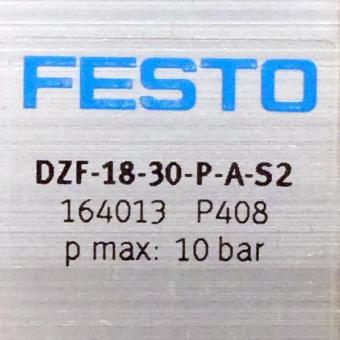 FESTO
DZF-18-30-P-A-S2
164013 P408
p max: 10 bar